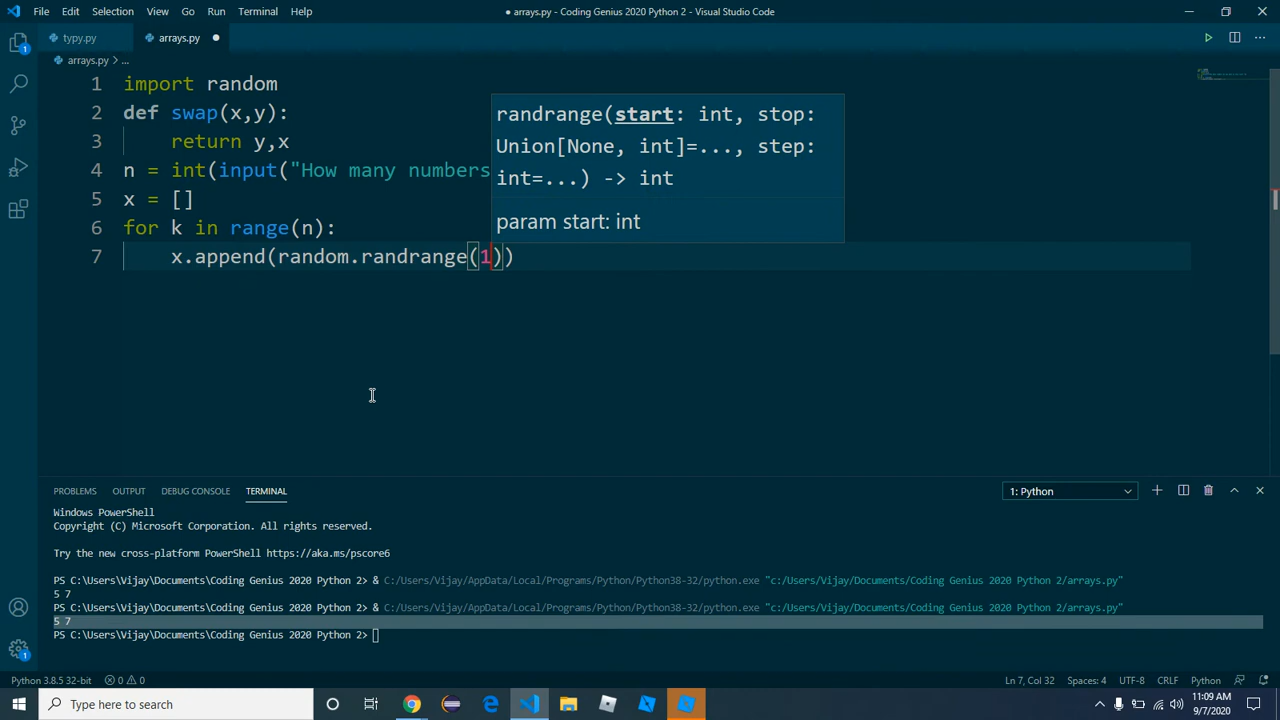 File Edit Selection View Go Run Terminal Help
● arrays.py - Coding Genius 2020 Python 2 - Visual Studio Code
typy.py
arrays.py ●
arrays.py > ...
1 import random
2 def swap(x,y):
3 return y,x
4 n = int(input("How many numbers
5 x = []
6 for k in range(n):
7 x.append(random.randrange(1))
randrange(start: int, stop:
Union[None, int]=..., step:
int=...) -> int
param start: int
PROBLEMS OUTPUT DEBUG CONSOLE TERMINAL
1: Python
Windows PowerShell
Copyright (C) Microsoft Corporation. All rights reserved.
Try the new cross-platform PowerShell https://aka.ms/pscore6
PS C:\Users\Vijay\Documents\Coding Genius 2020 Python 2> & C:/Users/Vijay/AppData/Local/Programs/Python/Python38-32/python.exe "c:/Users/Vijay/Documents/Coding Genius 2020 Python 2/arrays.py"
5 7
PS C:\Users\Vijay\Documents\Coding Genius 2020 Python 2> & C:/Users/Vijay/AppData/Local/Programs/Python/Python38-32/python.exe "c:/Users/Vijay/Documents/Coding Genius 2020 Python 2/arrays.py"
5 7
PS C:\Users\Vijay\Documents\Coding Genius 2020 Python 2>
1
1
Python 3.8.5 32-bit 0 0 Ln 7, Col 32 Spaces: 4 UTF-8 CRLF Python
Type here to search
11:09 AM
9/7/2020